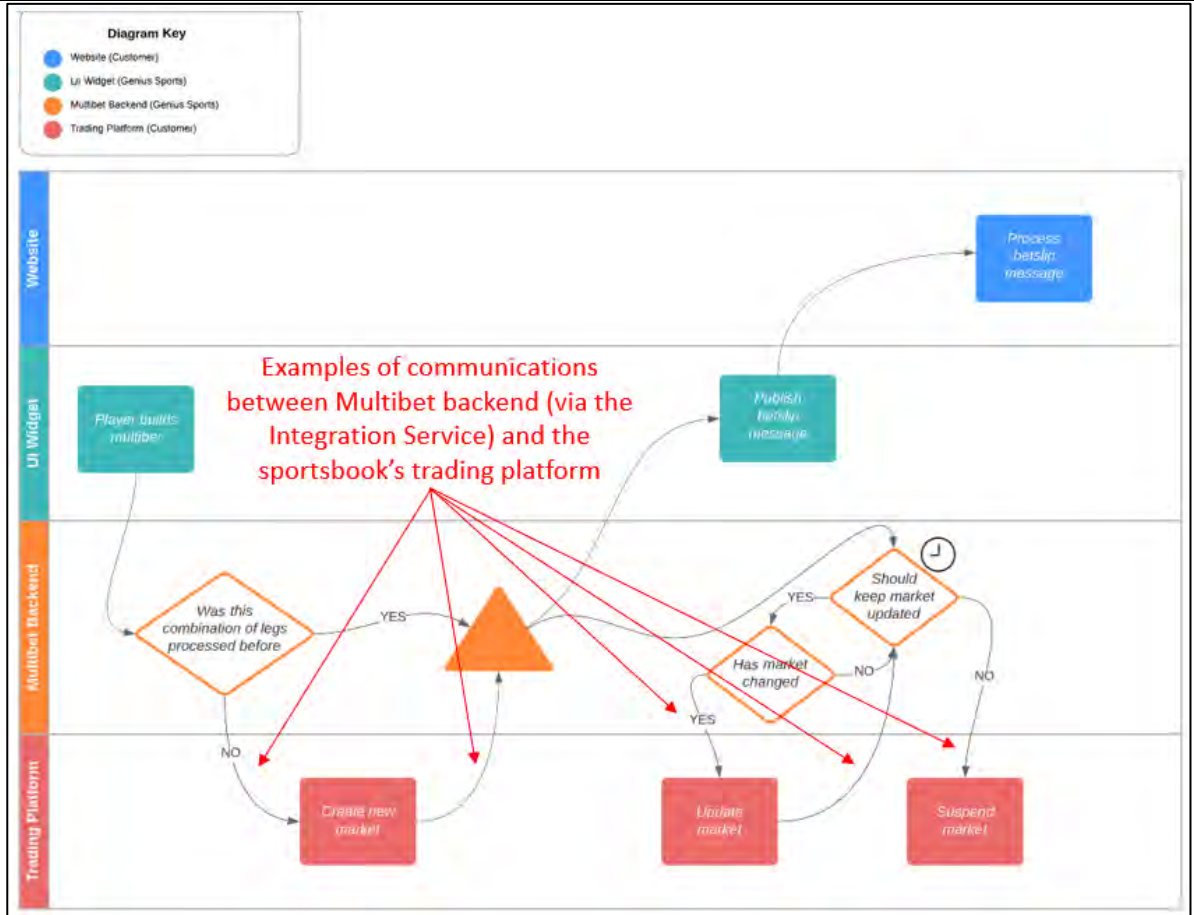 Diagram Key
Website (Customer)
UI Widget (Genius Sports)
Multibet Backend (Genius Sports)
Trading Platform (Customer)
Website
Process
betslip
message
Examples of communications
between Multibet backend (via the
Integration Service) and the
sportsbook's trading platform
UI Widget
Player builds
multibet
Publish
betslip
message
Multibet Backend
Was this
combination of legs
processed before
YES
Should
keep market
updated
YES
Has market
changed
NO
NO
YES
NO
Trading Platform
Create new
market
Update
market
Suspend
market